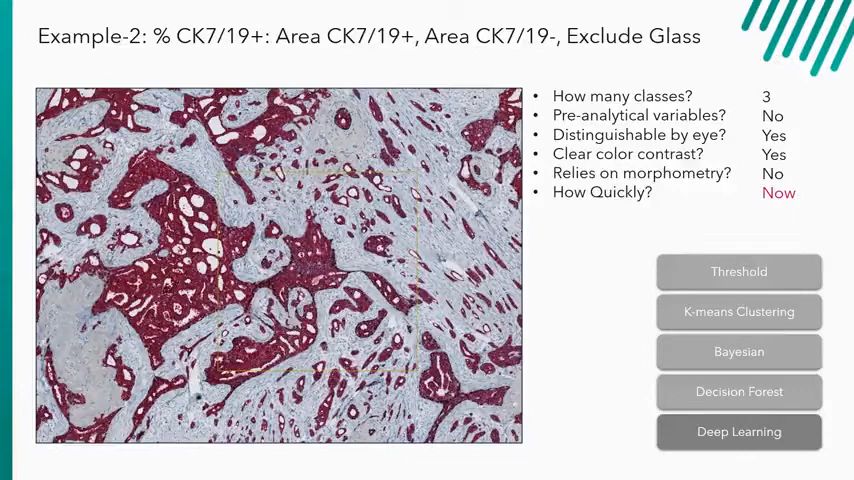 Example-2: % CK7/19+: Area CK7/19+, Area CK7/19-, Exclude Glass
• How many classes? 3
• Pre-analytical variables? No
• Distinguishable by eye? Yes
• Clear color contrast? Yes
• Relies on morphometry? No
• How Quickly? Now
Threshold
K-means Clustering
Bayesian
Decision Forest
Deep Learning